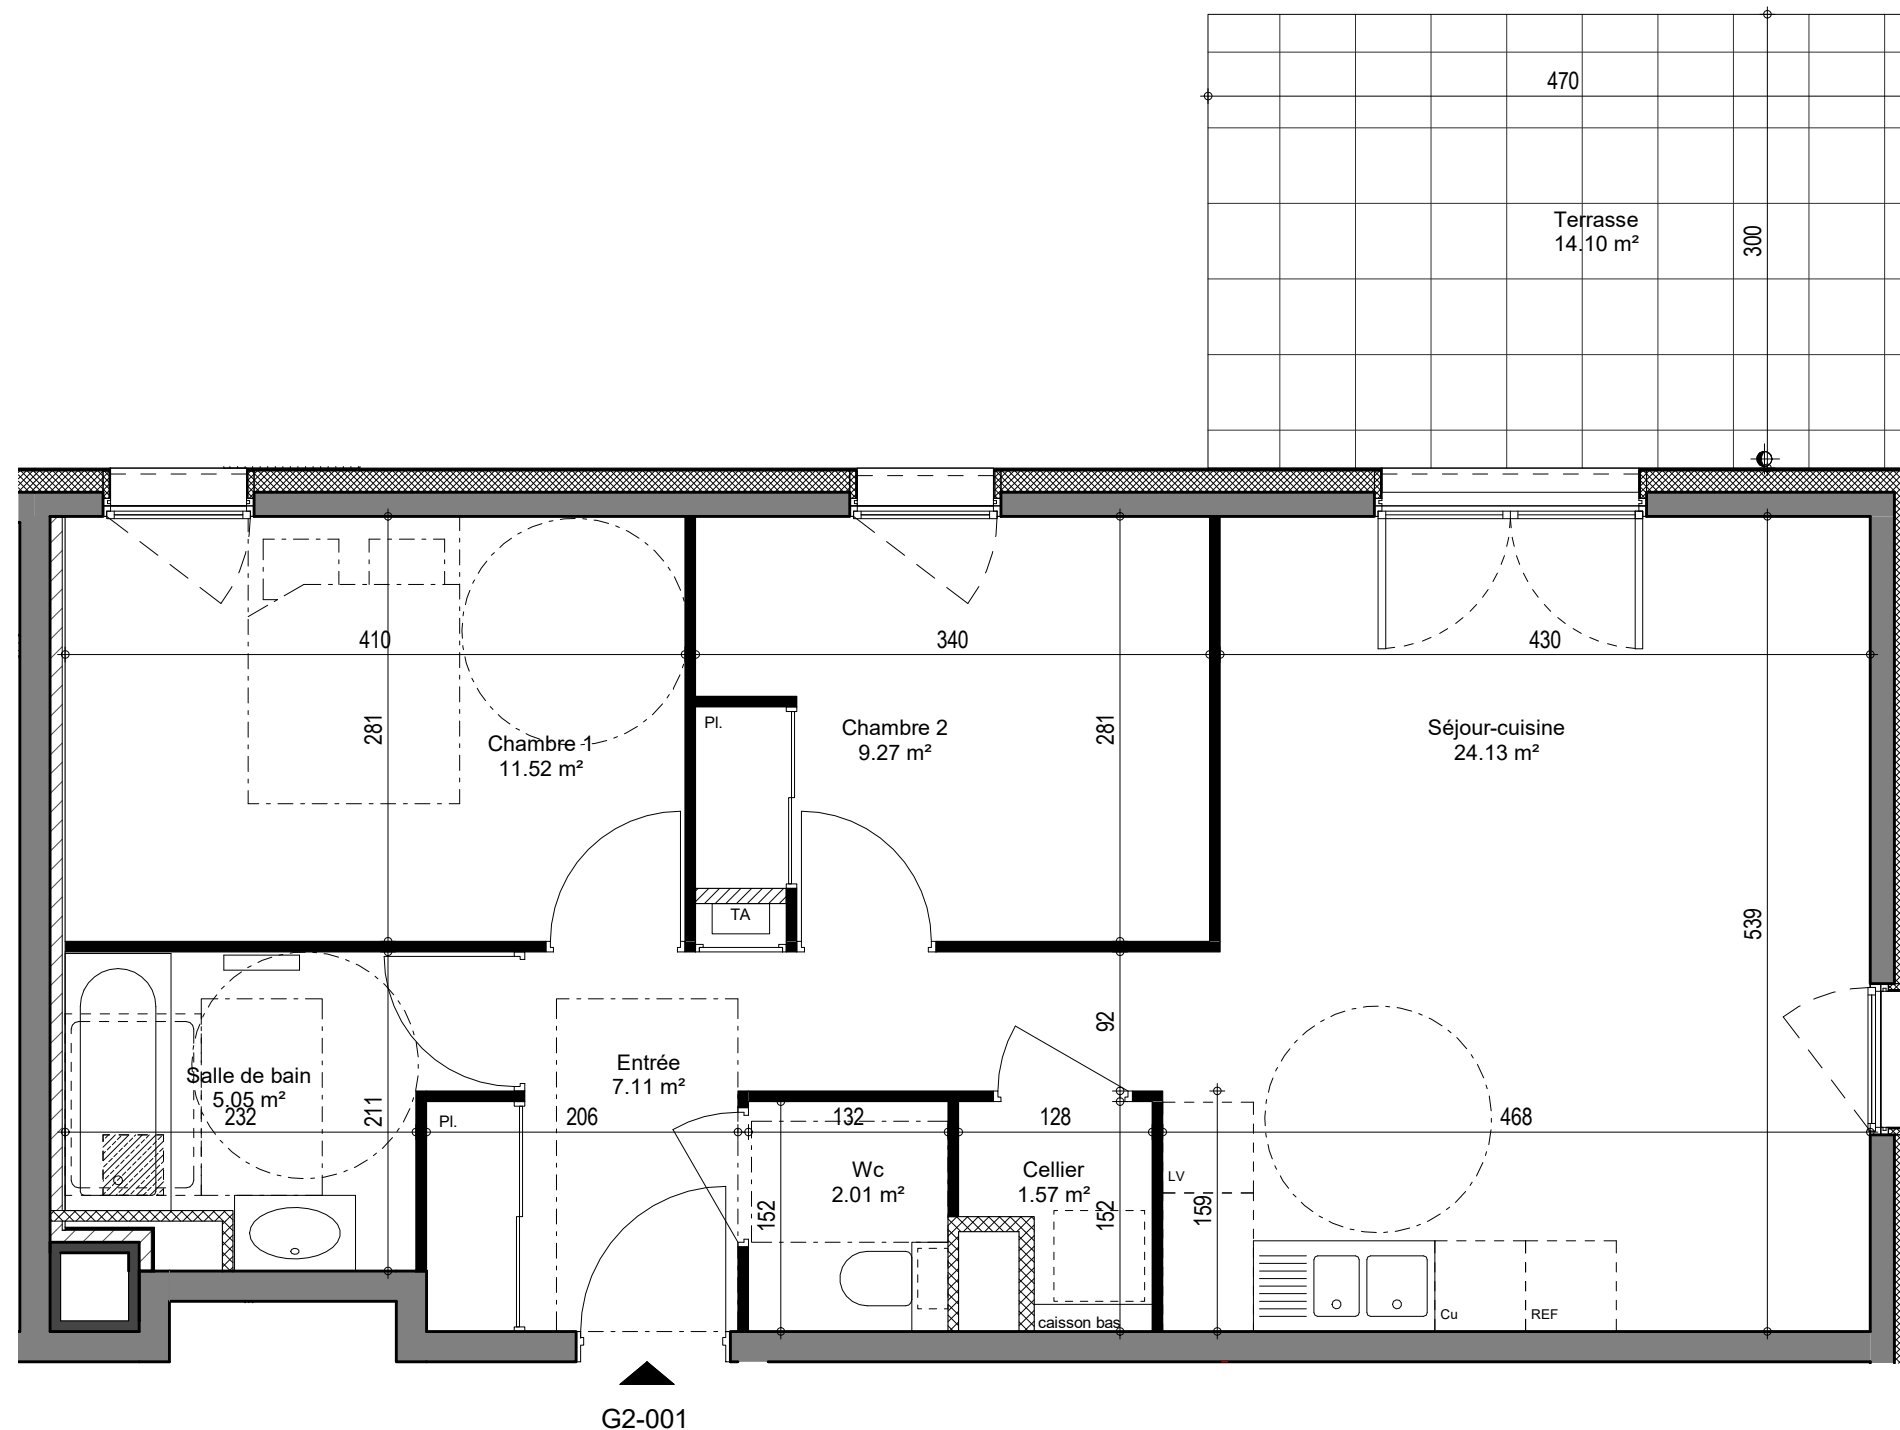 470
Terrasse
14.10 m²
300
410
340
430
281
Chambre 1
11.52 m²
Pl.
Chambre 2
9.27 m²
281
Séjour-cuisine
24.13 m²
TA
539
92
Salle de bain
5.05 m²
232
211
Entrée
7.11 m²
Pl.
206
132
128
468
Wc
2.01 m²
152
Cellier
1.57 m²
152
LV
159
caisson bas
Cu
REF
G2-001